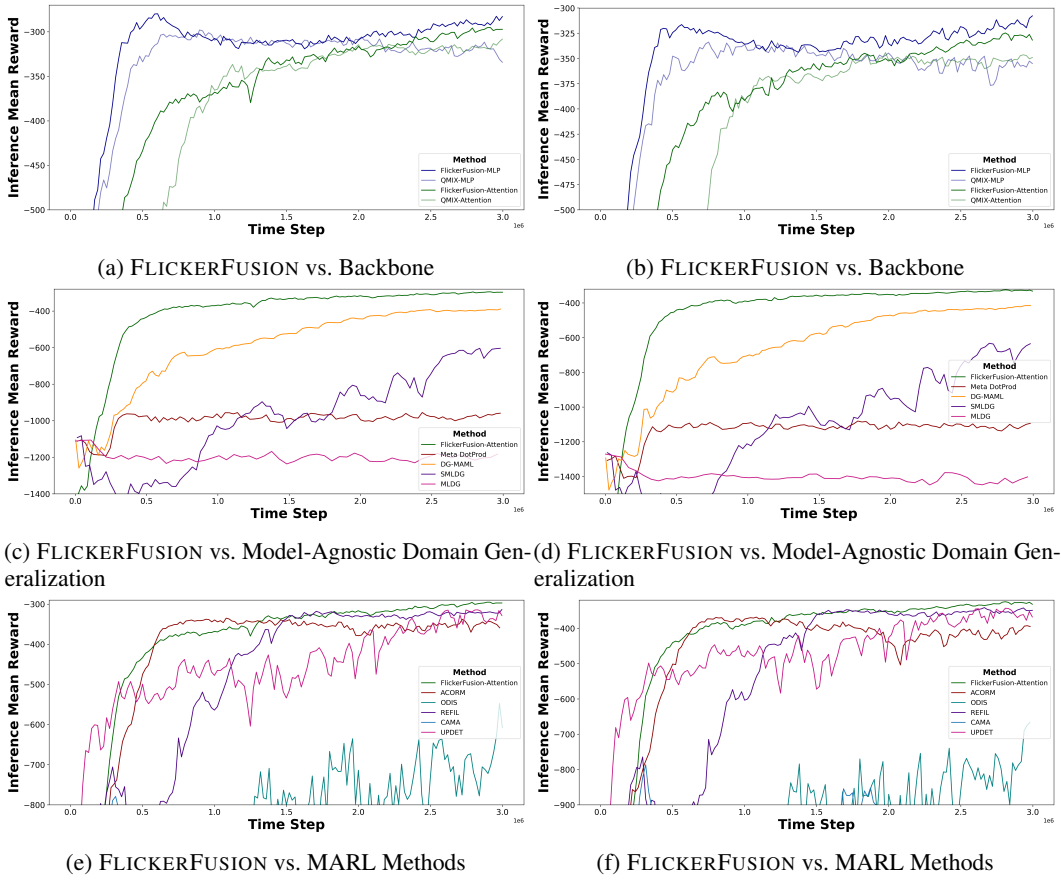 Inference Mean Reward
-300
-350
-400
-450
-500
0.0 0.5 1.0 1.5 2.0 2.5 3.0
1e6
Time Step
Method
FlickerFusion-MLP
QMIX-MLP
FlickerFusion-Attention
QMIX-Attention
(a) FLICKERFUSION vs. Backbone
Inference Mean Reward
-300
-325
-350
-375
-400
-425
-450
-475
-500
0.0 0.5 1.0 1.5 2.0 2.5 3.0
1e6
Time Step
Method
FlickerFusion-MLP
QMIX-MLP
FlickerFusion-Attention
QMIX-Attention
(b) FLICKERFUSION vs. Backbone
Inference Mean Reward
-400
-600
-800
-1000
-1200
-1400
0.0 0.5 1.0 1.5 2.0 2.5 3.0
1e6
Time Step
Method
FlickerFusion-Attention
Meta DotProd
DG-MAML
SMLDG
MLDG
(c) FLICKERFUSION vs. Model-Agnostic Domain Gen-
eralization
Inference Mean Reward
-400
-600
-800
-1000
-1200
-1400
0.0 0.5 1.0 1.5 2.0 2.5 3.0
1e6
Time Step
Method
FlickerFusion-Attention
Meta DotProd
DG-MAML
SMLDG
MLDG
(d) FLICKERFUSION vs. Model-Agnostic Domain Gen-
eralization
Inference Mean Reward
-300
-400
-500
-600
-700
-800
0.0 0.5 1.0 1.5 2.0 2.5 3.0
1e6
Time Step
Method
FlickerFusion-Attention
ACORM
ODIS
REFIL
CAMA
UPDET
(e) FLICKERFUSION vs. MARL Methods
Inference Mean Reward
-400
-500
-600
-700
-800
-900
0.0 0.5 1.0 1.5 2.0 2.5 3.0
1e6
Time Step
Method
FlickerFusion-Attention
ACORM
ODIS
REFIL
CAMA
UPDET
(f) FLICKERFUSION vs. MARL Methods